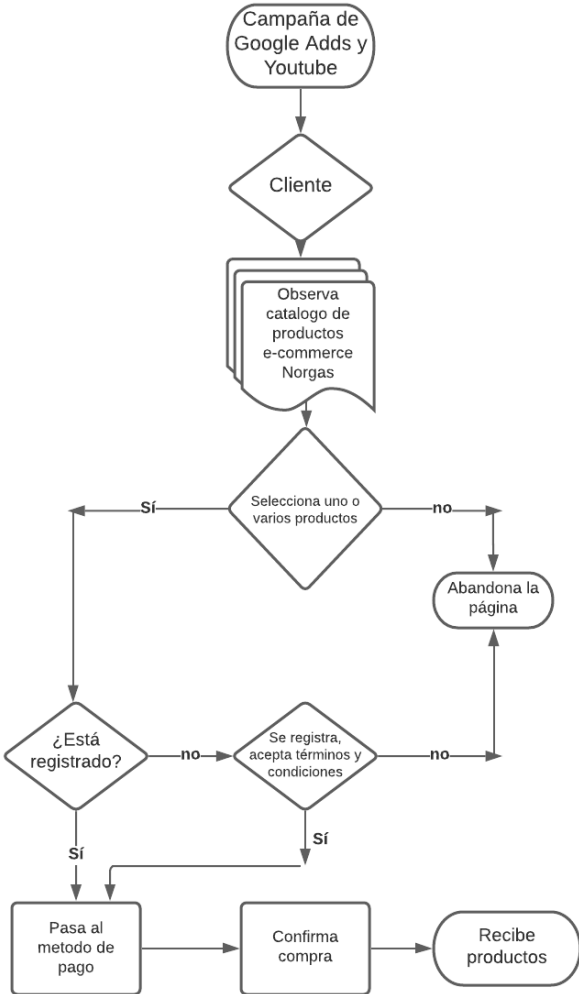 Campaña de
Google Adds y
Youtube
Cliente
Observa
catalogo de
productos
e-commerce
Norgas
Selecciona uno o
varios productos
Sí
no
Abandona la
página
¿Está
registrado?
no
Se registra,
acepta términos y
condiciones
no
Sí
Sí
Pasa al
metodo de
pago
Confirma
compra
Recibe
productos